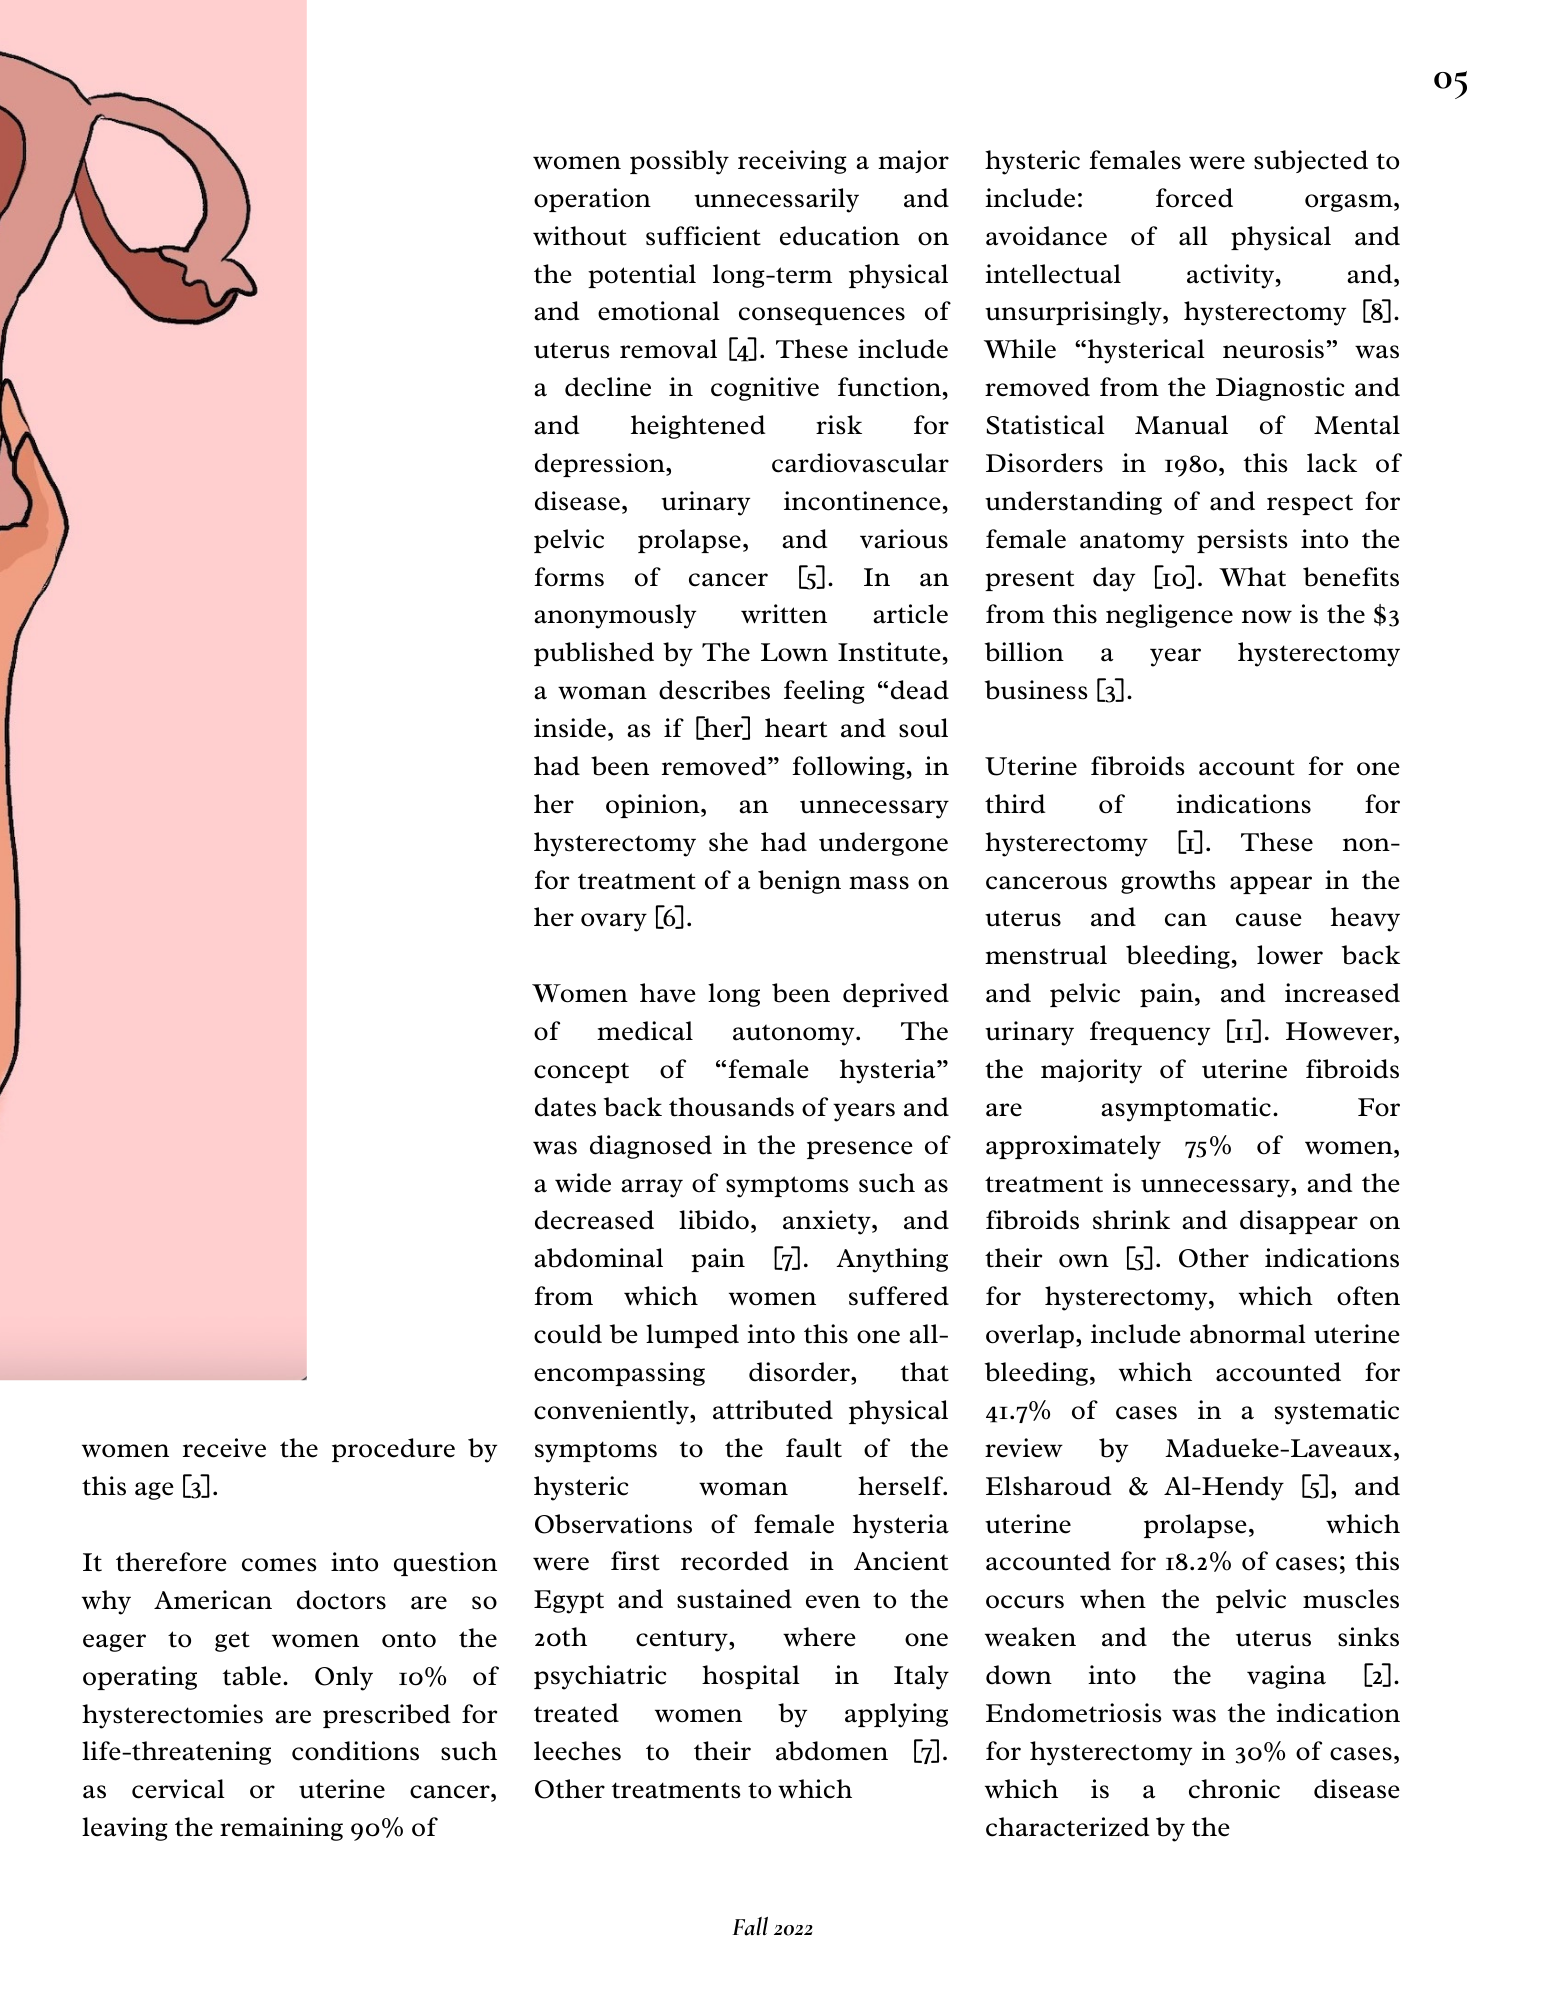 05
women receive the procedure by
this age [3].
It therefore comes into question
why American doctors are so
eager to get women onto the
operating table. Only 10% of
hysterectomies are prescribed for
life-threatening conditions such
as cervical or uterine cancer,
leaving the remaining 90% of
women possibly receiving a major
operation unnecessarily and
without sufficient education on
the potential long-term physical
and emotional consequences of
uterus removal [4]. These include
a decline in cognitive function,
and heightened risk for
depression, cardiovascular
disease, urinary incontinence,
pelvic prolapse, and various
forms of cancer [5]. In an
anonymously written article
published by The Lown Institute,
a woman describes feeling “dead
inside, as if [her] heart and soul
had been removed” following, in
her opinion, an unnecessary
hysterectomy she had undergone
for treatment of a benign mass on
her ovary [6].
Women have long been deprived
of medical autonomy. The
concept of “female hysteria”
dates back thousands of years and
was diagnosed in the presence of
a wide array of symptoms such as
decreased libido, anxiety, and
abdominal pain [7]. Anything
from which women suffered
could be lumped into this one all-
encompassing disorder, that
conveniently, attributed physical
symptoms to the fault of the
hysteric woman herself.
Observations of female hysteria
were first recorded in Ancient
Egypt and sustained even to the
20th century, where one
psychiatric hospital in Italy
treated women by applying
leeches to their abdomen [7].
Other treatments to which
hysteric females were subjected to
include: forced orgasm,
avoidance of all physical and
intellectual activity, and,
unsurprisingly, hysterectomy [8].
While “hysterical neurosis” was
removed from the Diagnostic and
Statistical Manual of Mental
Disorders in 1980, this lack of
understanding of and respect for
female anatomy persists into the
present day [10]. What benefits
from this negligence now is the $3
billion a year hysterectomy
business [3].
Uterine fibroids account for one
third of indications for
hysterectomy [1]. These non-
cancerous growths appear in the
uterus and can cause heavy
menstrual bleeding, lower back
and pelvic pain, and increased
urinary frequency [11]. However,
the majority of uterine fibroids
are asymptomatic. For
approximately 75% of women,
treatment is unnecessary, and the
fibroids shrink and disappear on
their own [5]. Other indications
for hysterectomy, which often
overlap, include abnormal uterine
bleeding, which accounted for
41.7% of cases in a systematic
review by Madueke-Laveaux,
Elsharoud & Al-Hendy [5], and
uterine prolapse, which
accounted for 18.2% of cases; this
occurs when the pelvic muscles
weaken and the uterus sinks
down into the vagina [2].
Endometriosis was the indication
for hysterectomy in 30% of cases,
which is a chronic disease
characterized by the
Fall 2022